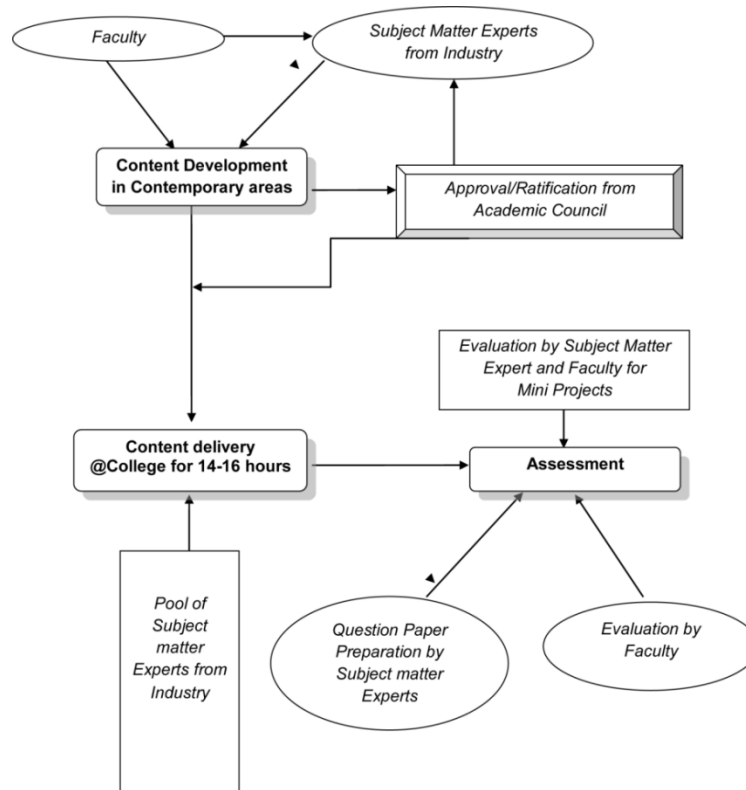 Faculty
Subject Matter Experts
from Industry
Content Development
in Contemporary areas
Approval/Ratification from
Academic Council
Evaluation by Subject Matter
Expert and Faculty for
Mini Projects
Content delivery
@College for 14-16 hours
Assessment
Pool of
Subject
matter
Experts from
Industry
Question Paper
Preparation by
Subject matter
Experts
Evaluation by
Faculty